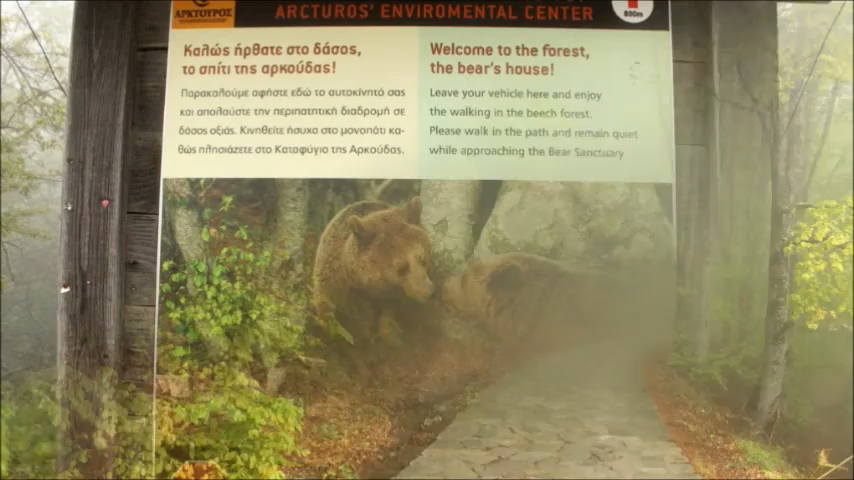 ΑΡΚΤΟΥΡΟΣ
ARCTUROS' ENVIROMENTAL CENTER
800m
Καλώς ήρθατε στο δάσος,
το σπίτι της αρκούδας!
Παρακαλούμε αφήστε εδώ το αυτοκίνητό σας
και απολαύστε την περιπατητική διαδρομή σε
δάσος οξιάς. Κινηθείτε ήσυχα στο μονοπάτι κα-
θώς πλησιάζετε στο Καταφύγιο της Αρκούδας.
Welcome to the forest,
the bear's house!
Leave your vehicle here and enjoy
the walking in the beech forest.
Please walk in the path and remain quiet
while approaching the Bear Sanctuary